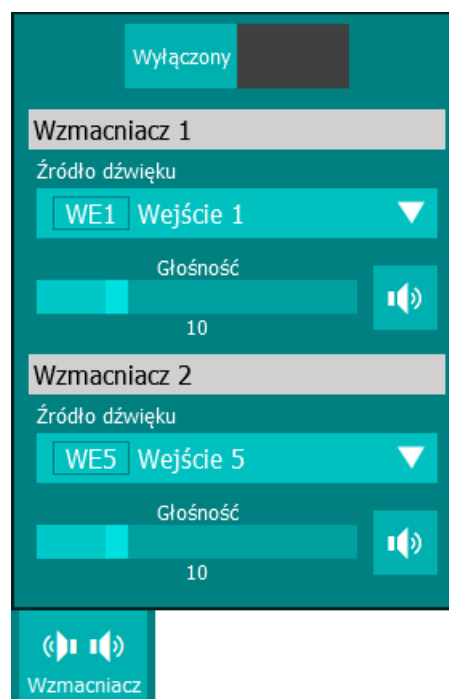 Wyłączony
Wzmacniacz 1
Źródło dźwięku
WE1 Wejście 1
Głośność
10
Wzmacniacz 2
Źródło dźwięku
WE5 Wejście 5
Głośność
10
Wzmacniacz